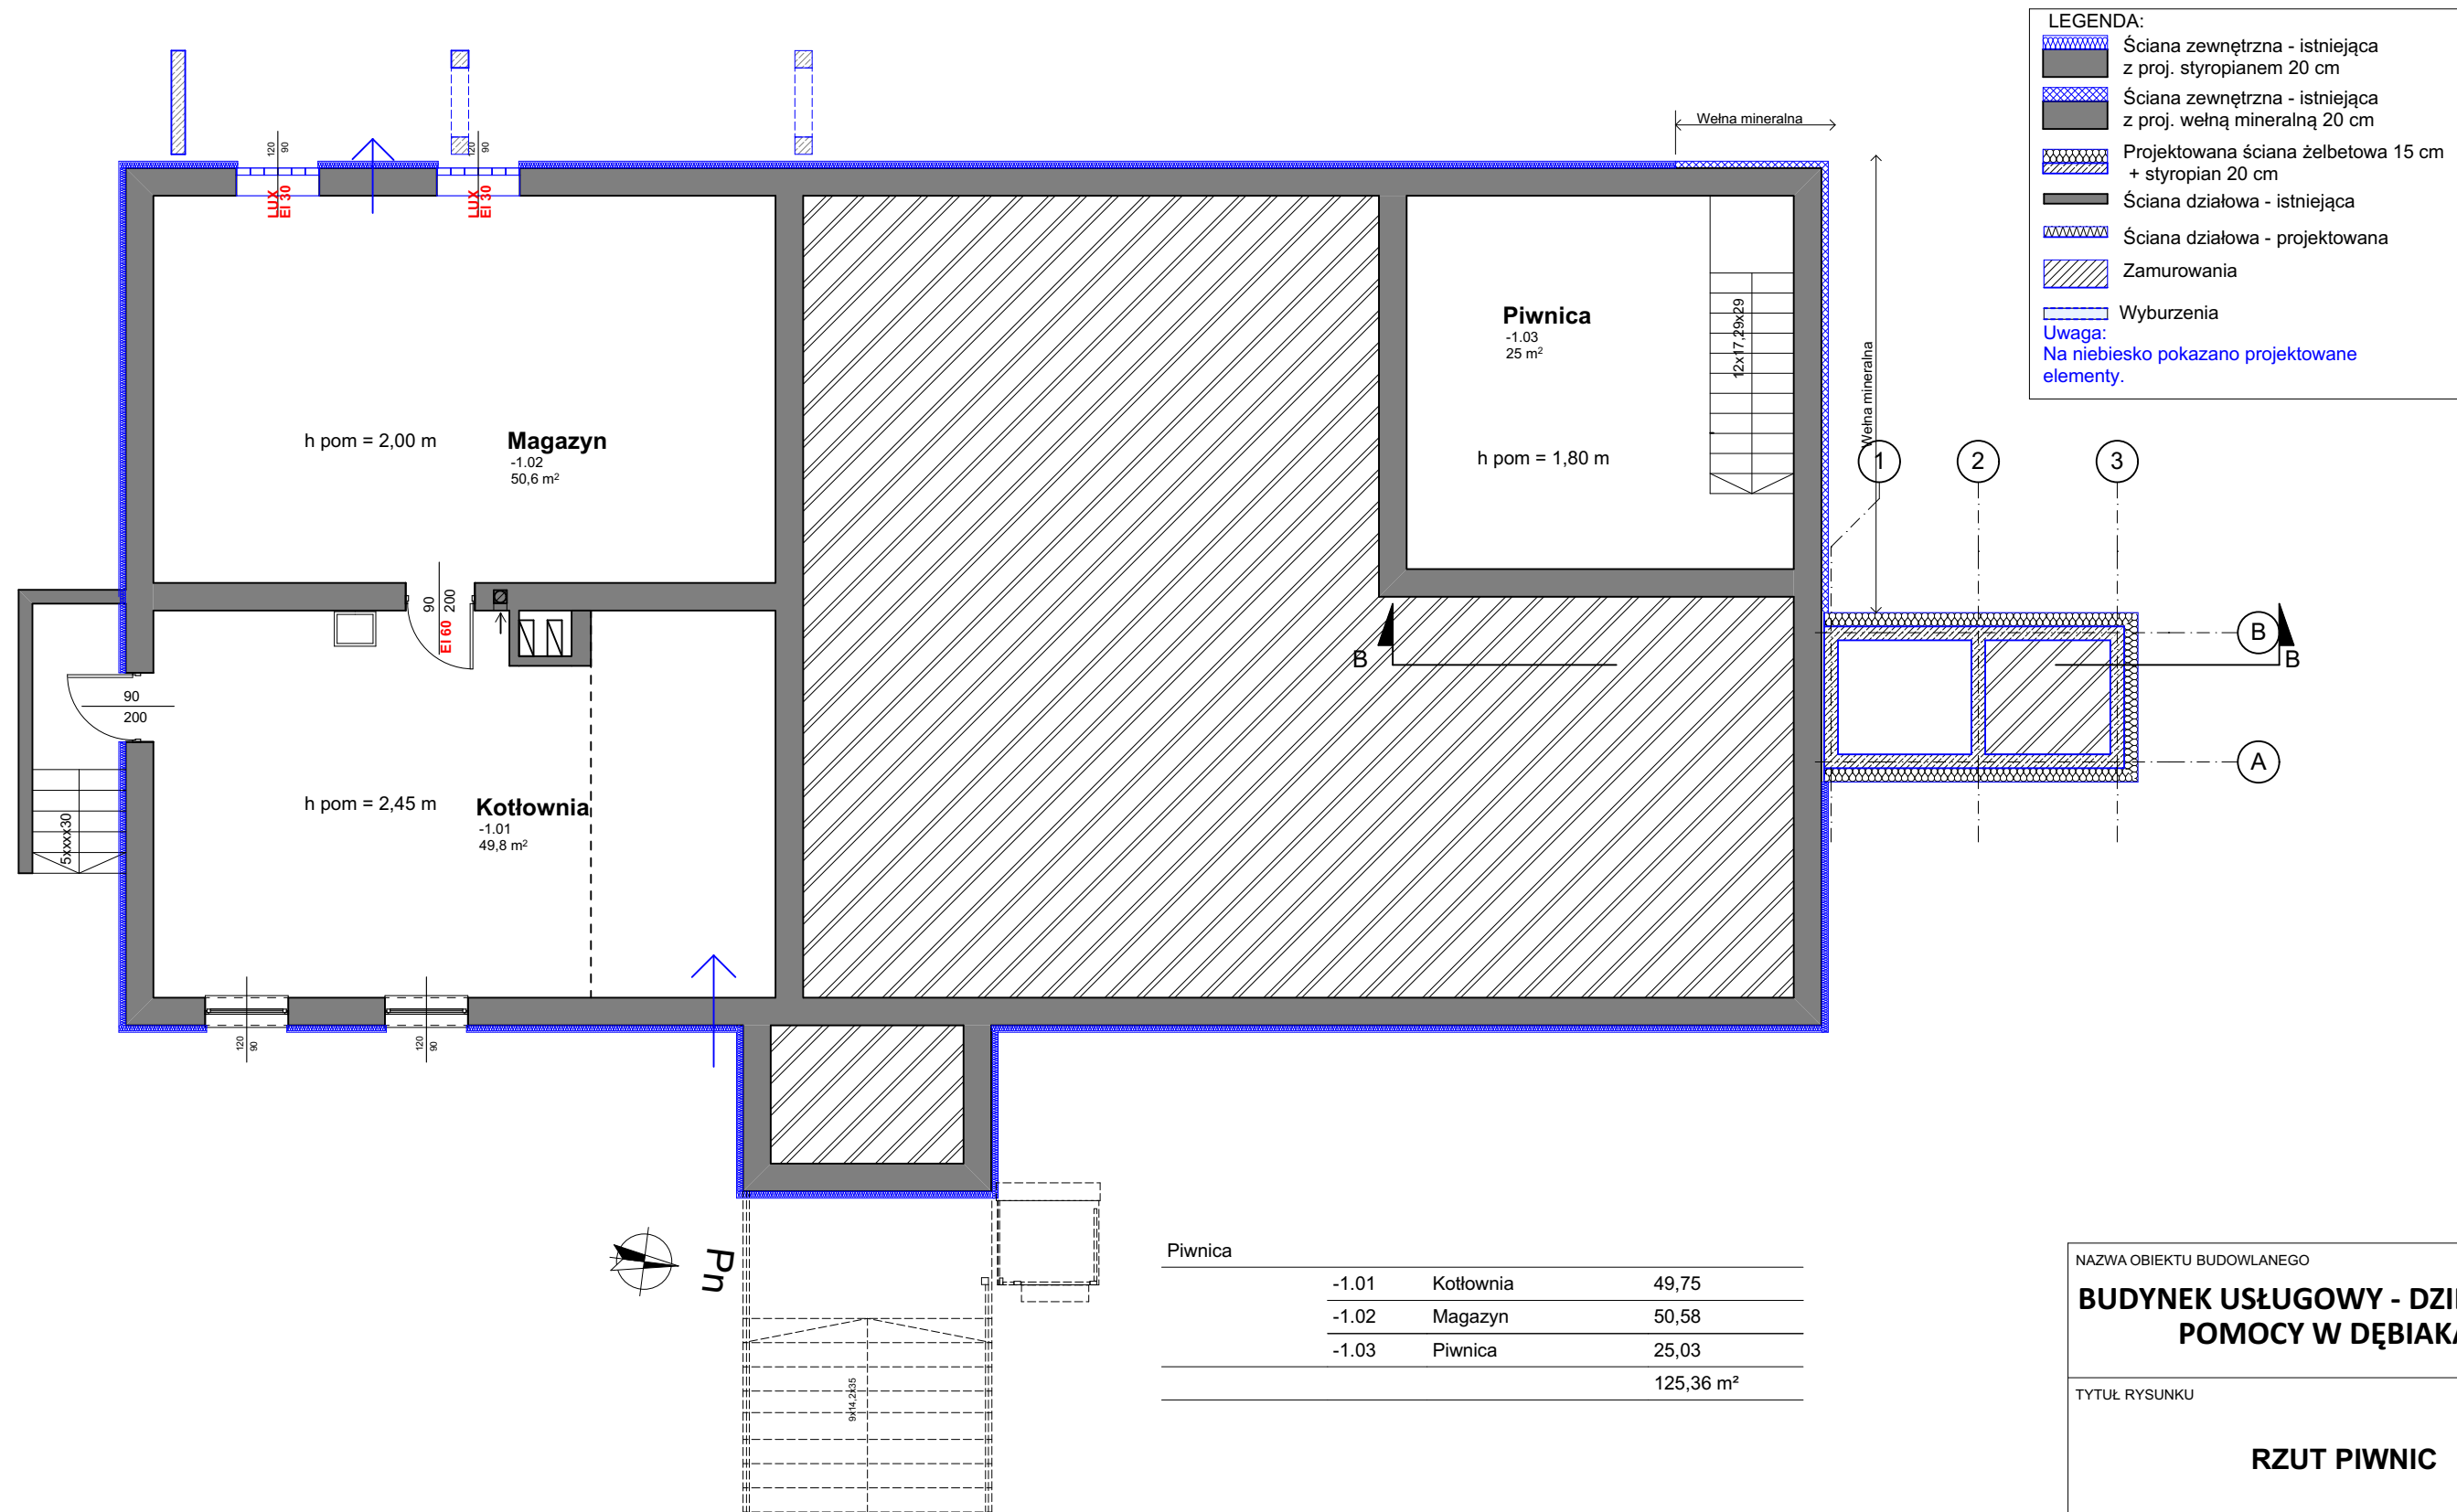 LEGENDA:
Ściana zewnętrzna - istniejąca
z proj. styropianem 20 cm
Ściana zewnętrzna - istniejąca
z proj. wełną mineralną 20 cm
Projektowana ściana żelbetowa 15 cm
+ styropian 20 cm
Ściana działowa - istniejąca
Ściana działowa - projektowana
Zamurowania
Wyburzenia
Uwaga:
Na niebiesko pokazano projektowane
elementy.
Wełna mineralna
120
90
LUX
EI 30
120
90
LUX
EI 30
Piwnica
-1.03
25 m²
12x17,29x29
h pom = 1,80 m
Wełna mineralna
h pom = 2,00 m
Magazyn
-1.02
50,6 m²
1
2
3
90
200
EI 60
B
B
B
A
90
200
h pom = 2,45 m
Kotłownia
-1.01
49,8 m²
5xxxx30
120
90
120
90
Pn
9x14,2x35
Piwnica
-1.01 Kotłownia 49,75
-1.02 Magazyn 50,58
-1.03 Piwnica 25,03
125,36 m²
NAZWA OBIEKTU BUDOWLANEGO
BUDYNEK USŁUGOWY - DZI
POMOCY W DĘBIAKA
TYTUŁ RYSUNKU
RZUT PIWNIC